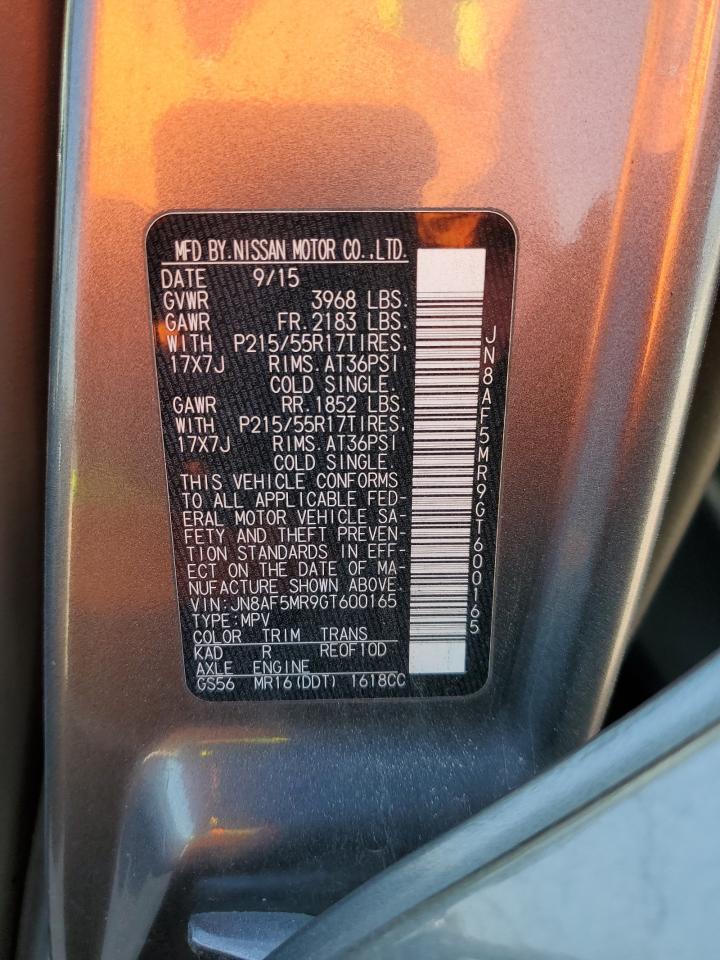 MFD BY.NISSAN MOTOR CO.,LTD.
DATE 9/15
GVWR 3968 LBS.
GAWR FR.2183 LBS.
WITH P215/55R17TIRES,
17X7J RIMS.AT36PSI
COLD SINGLE.
GAWR RR.1852 LBS.
WITH P215/55R17TIRES,
17X7J RIMS.AT36PSI
COLD SINGLE.
THIS VEHICLE CONFORMS
TO ALL APPLICABLE FED-
ERAL MOTOR VEHICLE SA-
FETY AND THEFT PREVEN-
TION STANDARDS IN EFF-
ECT ON THE DATE OF MA-
NUFACTURE SHOWN ABOVE.
VIN:JN8AF5MR9GT600165
TYPE:MPV
COLOR TRIM TRANS
KAD R RE0F10D
AXLE ENGINE
GS56 MR16(DDT) 1618CC
JN8AF5MR9GT600165